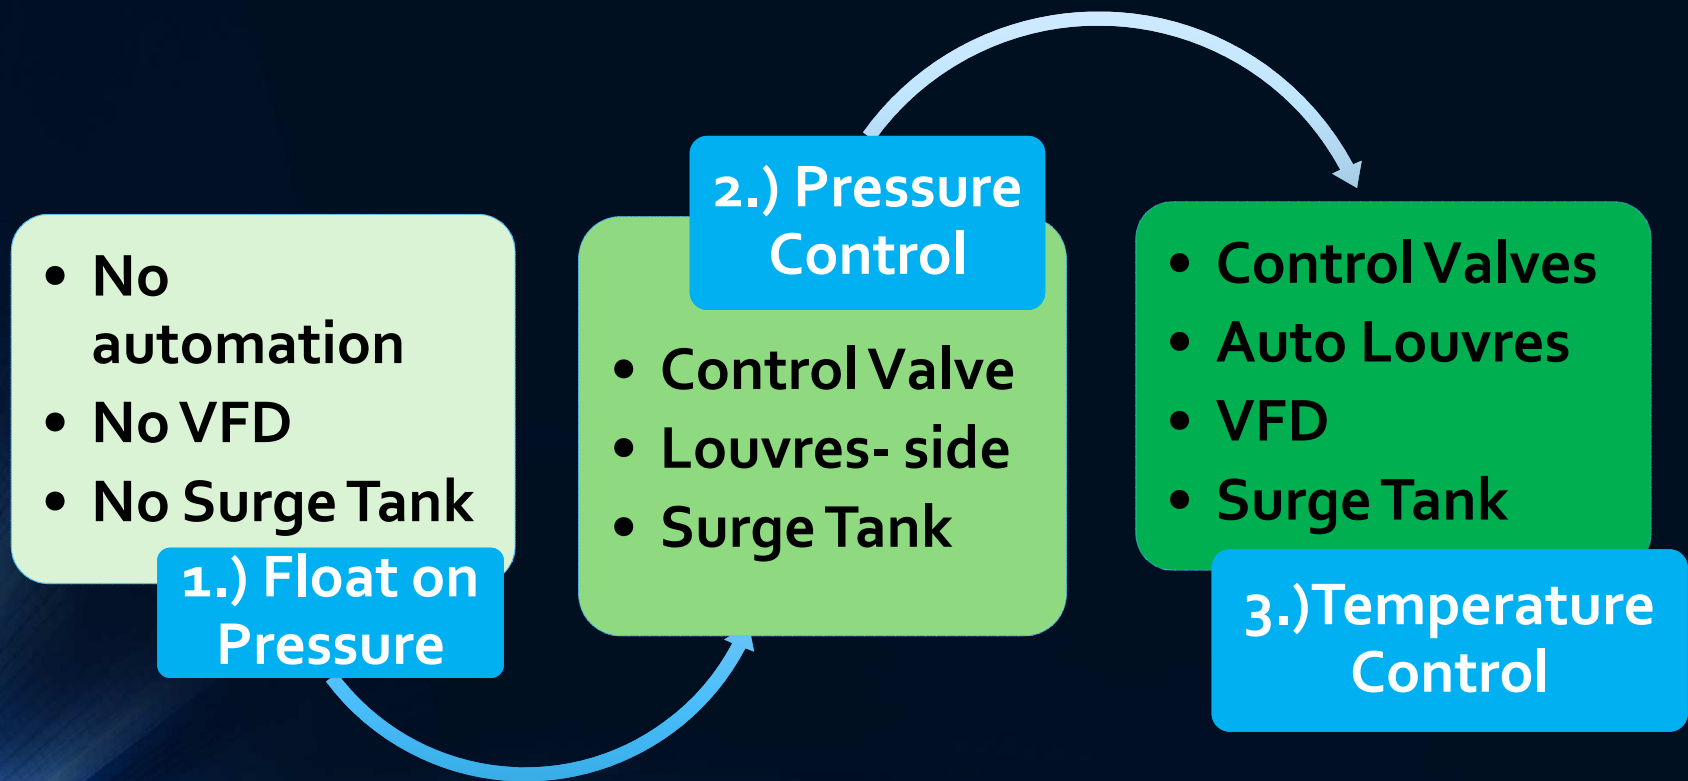 • No
automation
• No VFD
• No Surge Tank
1.) Float on
Pressure
2.) Pressure
Control
• Control Valve
• Louvres- side
• Surge Tank
• Control Valves
• Auto Louvres
• VFD
• Surge Tank
3.)Temperature
Control